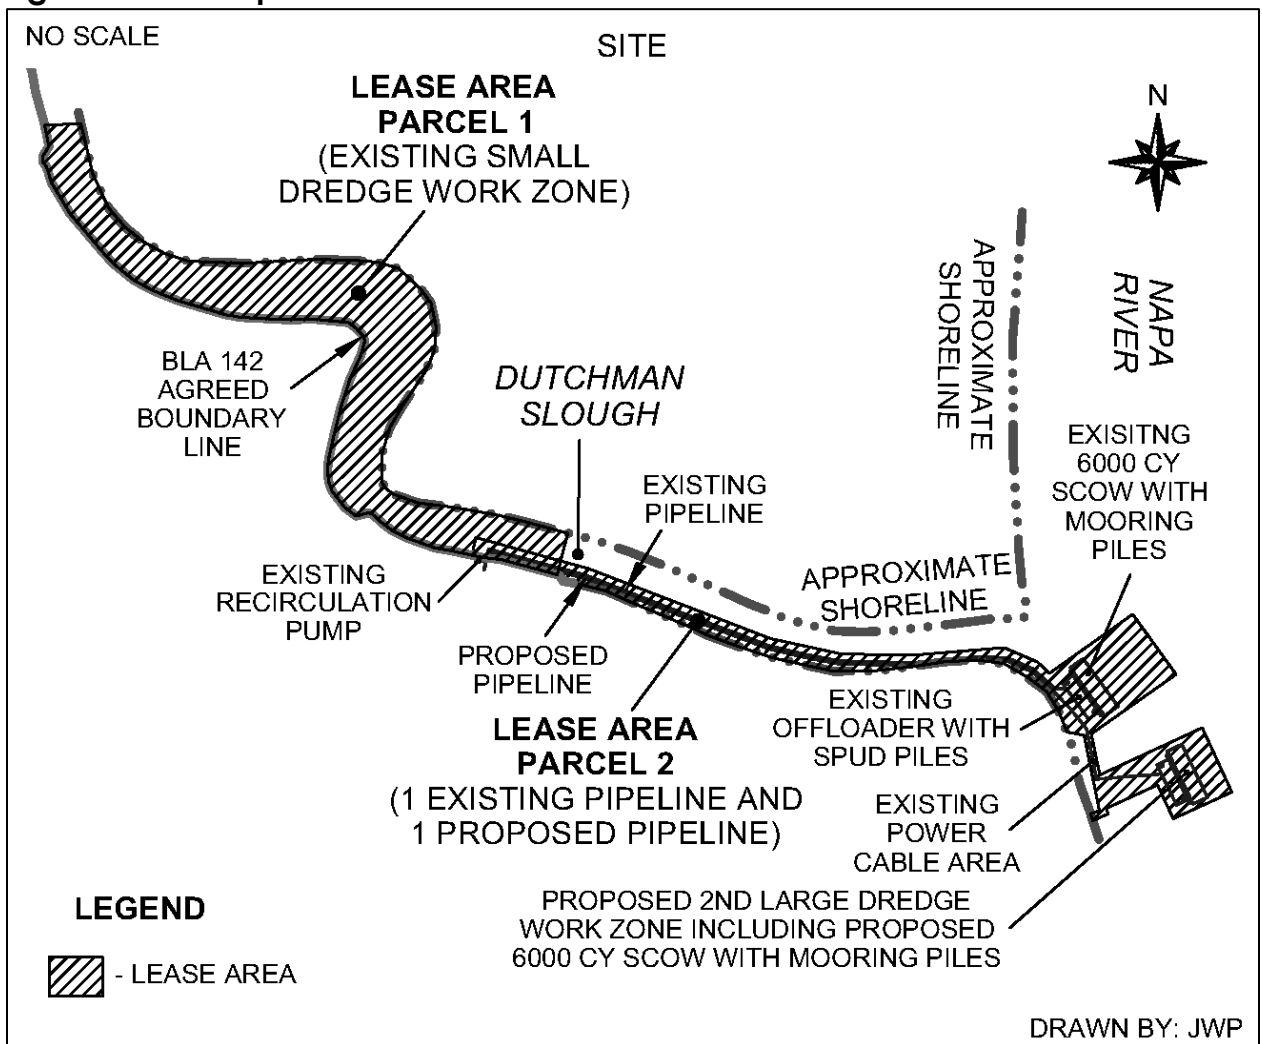 NO SCALE
SITE
LEASE AREA
PARCEL 1
(EXISTING SMALL
DREDGE WORK ZONE)
N
APPROXIMATE
SHORELINE
NAPA
RIVER
BLA 142
AGREED
BOUNDARY
LINE
DUTCHMAN
SLOUGH
EXISITNG
6000 CY
SCOW WITH
MOORING
PILES
EXISTING
PIPELINE
EXISTING
RECIRCULATION
PUMP
APPROXIMATE
SHORELINE
PROPOSED
PIPELINE
LEASE AREA
PARCEL 2
(1 EXISTING PIPELINE AND
1 PROPOSED PIPELINE)
EXISTING
OFFLOADER WITH
SPUD PILES
EXISTING
POWER
CABLE AREA
PROPOSED 2ND LARGE DREDGE
WORK ZONE INCLUDING PROPOSED
6000 CY SCOW WITH MOORING PILES
LEGEND
- LEASE AREA
DRAWN BY: JWP